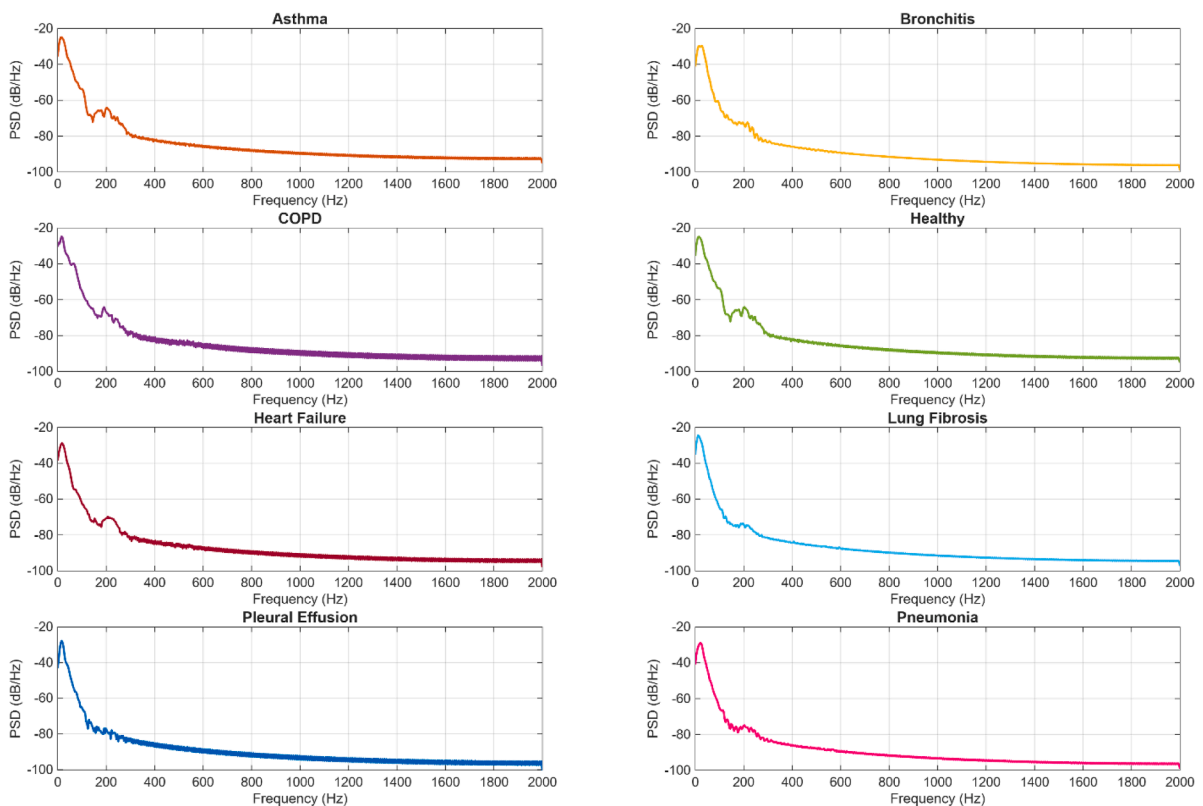 Asthma
-20
-40
-60
-80
-100
PSD (dB/Hz)
0 200 400 600 800 1000 1200 1400 1600 1800 2000
Frequency (Hz)
Bronchitis
-20
-40
-60
-80
-100
PSD (dB/Hz)
0 200 400 600 800 1000 1200 1400 1600 1800 2000
Frequency (Hz)
COPD
-20
-40
-60
-80
-100
PSD (dB/Hz)
0 200 400 600 800 1000 1200 1400 1600 1800 2000
Frequency (Hz)
Healthy
-20
-40
-60
-80
-100
PSD (dB/Hz)
0 200 400 600 800 1000 1200 1400 1600 1800 2000
Frequency (Hz)
Heart Failure
-20
-40
-60
-80
-100
PSD (dB/Hz)
0 200 400 600 800 1000 1200 1400 1600 1800 2000
Frequency (Hz)
Lung Fibrosis
-20
-40
-60
-80
-100
PSD (dB/Hz)
0 200 400 600 800 1000 1200 1400 1600 1800 2000
Frequency (Hz)
Pleural Effusion
-20
-40
-60
-80
-100
PSD (dB/Hz)
0 200 400 600 800 1000 1200 1400 1600 1800 2000
Frequency (Hz)
Pneumonia
-20
-40
-60
-80
-100
PSD (dB/Hz)
0 200 400 600 800 1000 1200 1400 1600 1800 2000
Frequency (Hz)